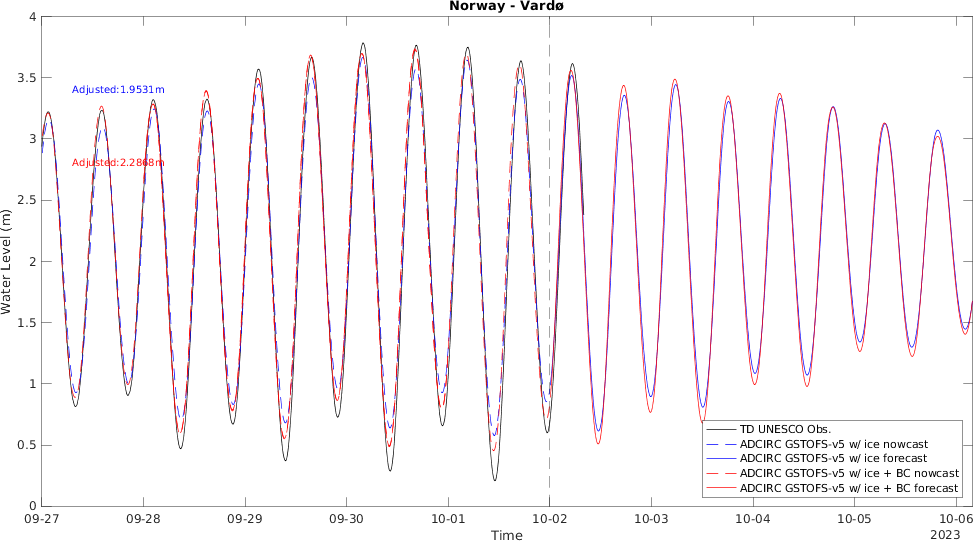 Norway - Vardø
Water Level (m)
4
3.5
3
2.5
2
1.5
1
0.5
0
Adjusted:1.9531m
Adjusted:2.2868m
TD UNESCO Obs.
ADCIRC GSTOFS-v5 w/ ice nowcast
ADCIRC GSTOFS-v5 w/ ice forecast
ADCIRC GSTOFS-v5 w/ ice + BC nowcast
ADCIRC GSTOFS-v5 w/ ice + BC forecast
09-27 09-28 09-29 09-30 10-01 10-02 10-03 10-04 10-05 10-06
2023
Time